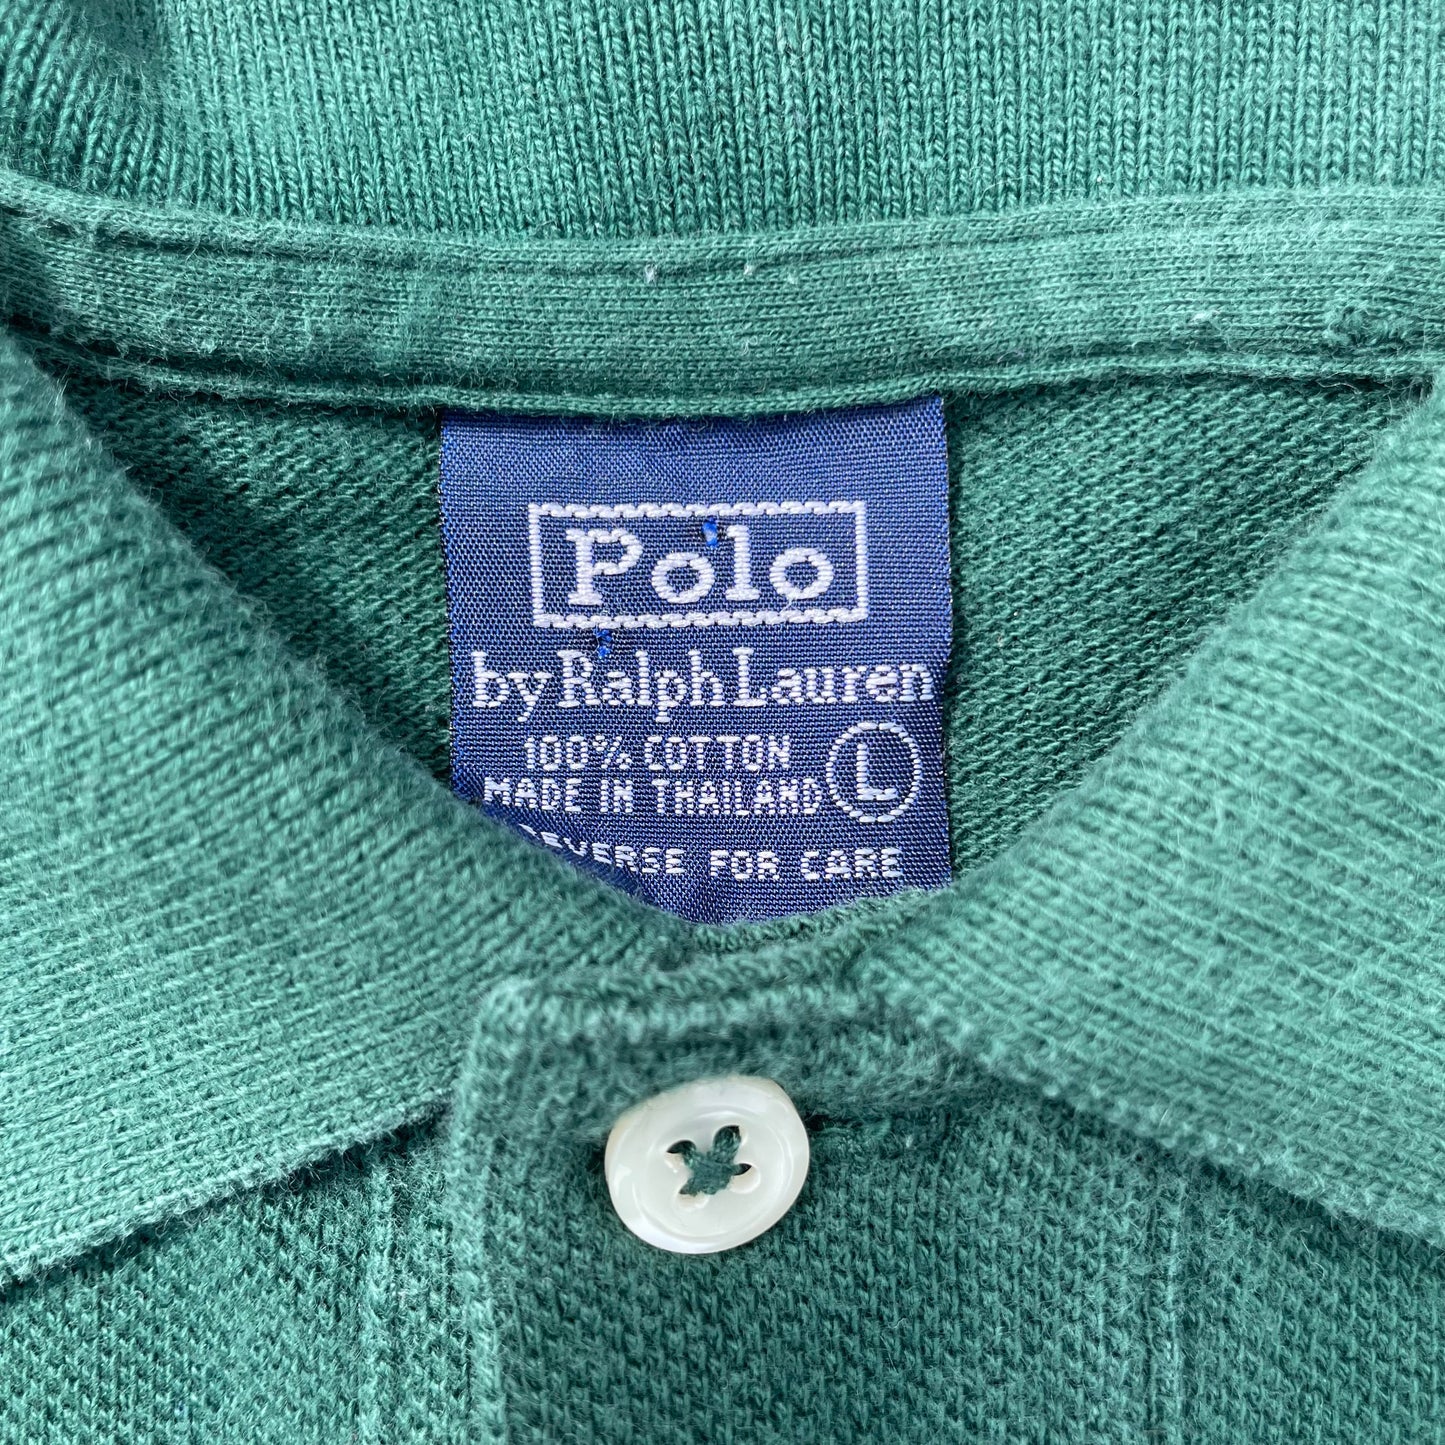 Polo
by Ralph Lauren
100% COTTON
MADE IN THAILAND
L
REVERSE FOR CARE